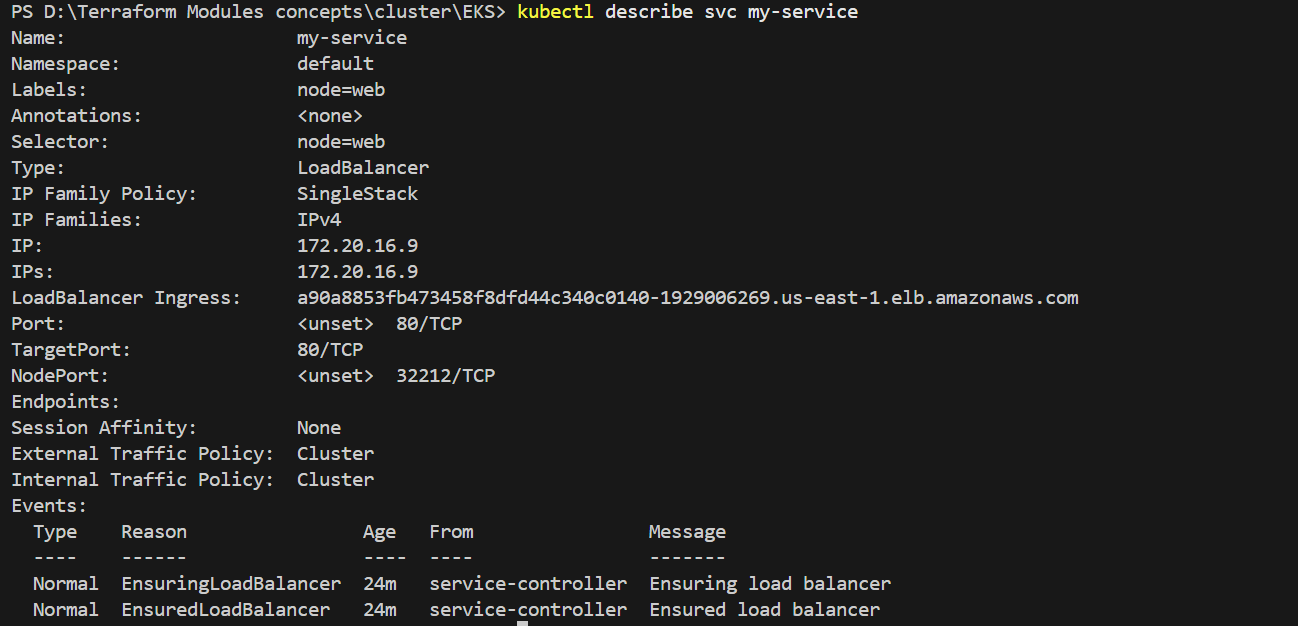 PS D:\Terraform Modules concepts\cluster\EKS> kubectl describe svc my-service
Name:                     my-service
Namespace:                default
Labels:                   node=web
Annotations:              <none>
Selector:                 node=web
Type:                     LoadBalancer
IP Family Policy:         SingleStack
IP Families:              IPv4
IP:                       172.20.16.9
IPs:                      172.20.16.9
LoadBalancer Ingress:     a90a8853fb473458f8dfd44c340c0140-1929006269.us-east-1.elb.amazonaws.com
Port:                     <unset>  80/TCP
TargetPort:               80/TCP
NodePort:                 <unset>  32212/TCP
Endpoints:
Session Affinity:         None
External Traffic Policy:  Cluster
Internal Traffic Policy:  Cluster
Events:
  Type    Reason                Age   From                Message
  ----    ------                ----  ----                -------
  Normal  EnsuringLoadBalancer  24m   service-controller  Ensuring load balancer
  Normal  EnsuredLoadBalancer   24m   service-controller  Ensured load balancer